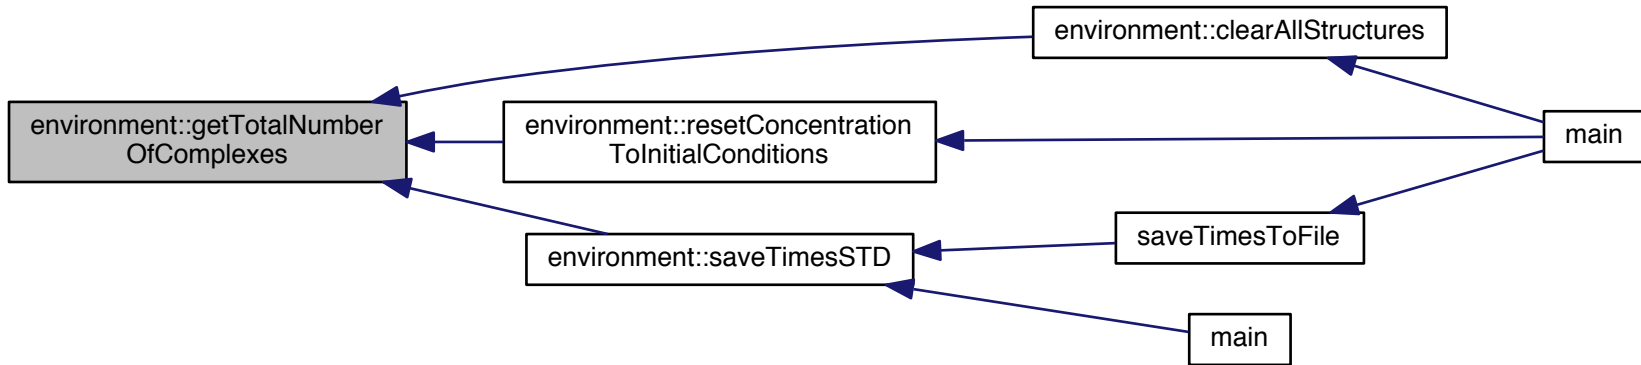 environment::clearAllStructures
environment::getTotalNumber
OfComplexes
environment::resetConcentration
ToInitialConditions
main
environment::saveTimesSTD
saveTimesToFile
main